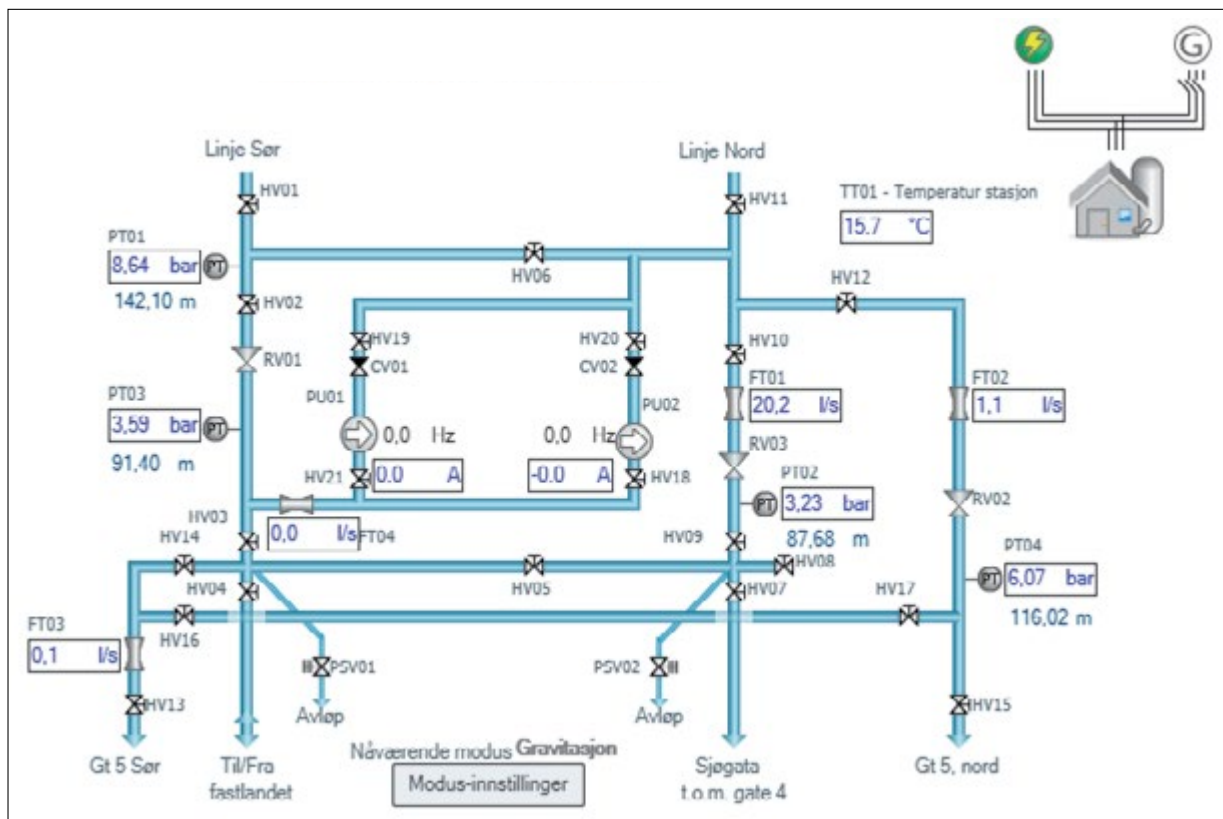 G
Linje Sør
Linje Nord
HV01
HV11
TT01 - Temperatur stasjon
15.7 °C
PT01
8,64 bar
PT
142,10 m
HV06
HV12
HV02
HV19
HV20
HV10
RV01
CV01
CV02
FT01
20,2 l/s
FT02
1,1 l/s
PT03
3,59 bar
PT
91,40 m
PU01
0,0 Hz
0.0 A
PU02
0.0 Hz
-0.0 A
RV03
HV21
HV18
PT02
PT
3,23 bar
87,68 m
RV02
HV03
0,0 l/s
FT04
HV14
HV09
HV08
PT04
PT
6,07 bar
116,02 m
HV04
HV05
HV07
HV17
HV16
FT03
0,1 l/s
PSV01
PSV02
HV13
HV15
Avløp
Avløp
Gt 5 Sør
Til/Fra
fastlandet
Nåværende modus Gravitasjon
Modus-innstillinger
Sjøgata
t.o.m. gate 4
Gt 5, nord